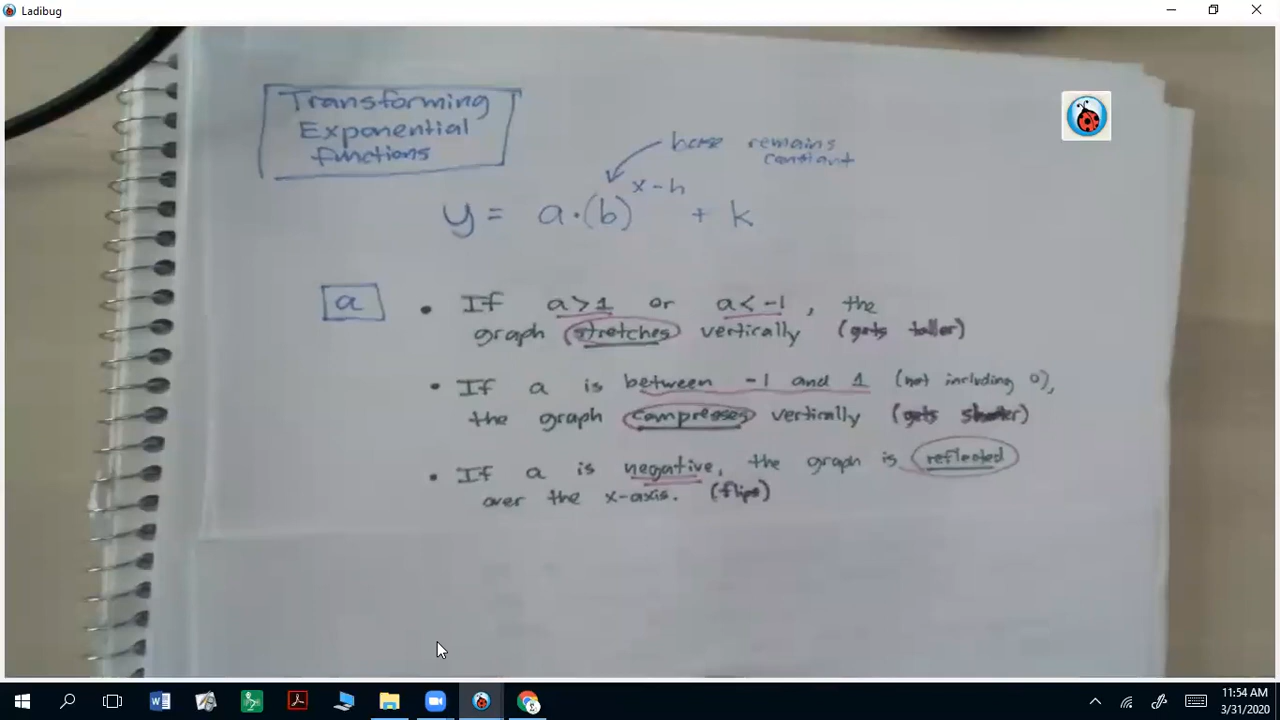 Ladibug
Transforming
Exponential
functions
base remains
constant
y = a·(b)^(x-h) + k
a
• If a > 1 or a < -1, the
graph stretches vertically (gets taller)
• If a is between -1 and 1 (not including 0),
the graph compresses vertically (gets shorter)
• If a is negative, the graph is reflected
over the x-axis. (flips)
11:54 AM
3/31/2020